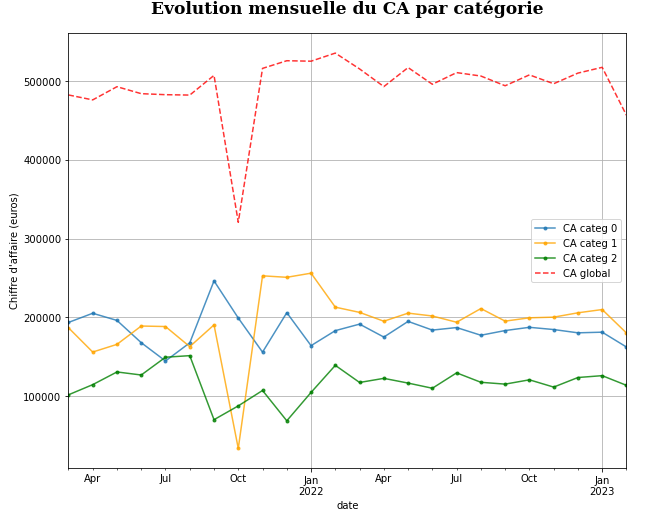 Evolution mensuelle du CA par catégorie
500000
400000
300000
200000
100000
Chiffre d'affaire (euros)
CA categ 0
CA categ 1
CA categ 2
CA global
Apr
Jul
Oct
Jan
2022
Apr
Jul
Oct
Jan
2023
date